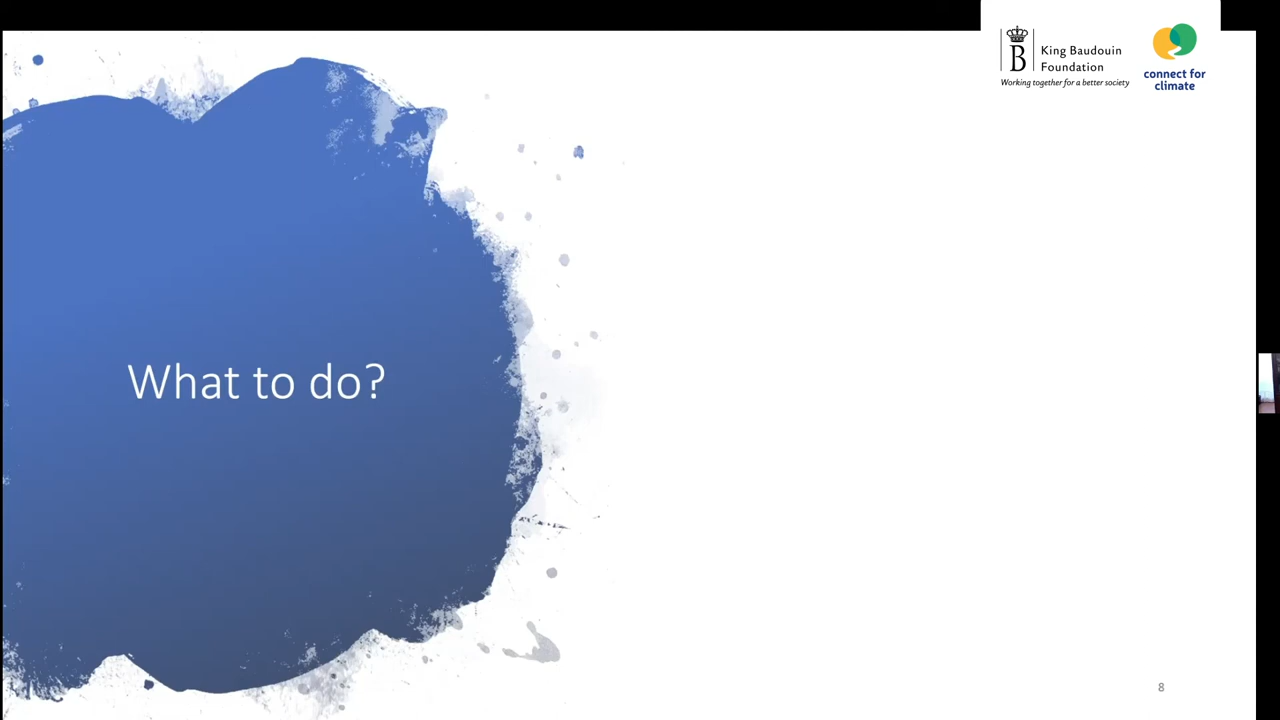 King Baudouin
Foundation
Working together for a better society
connect for
climate
What to do?
8